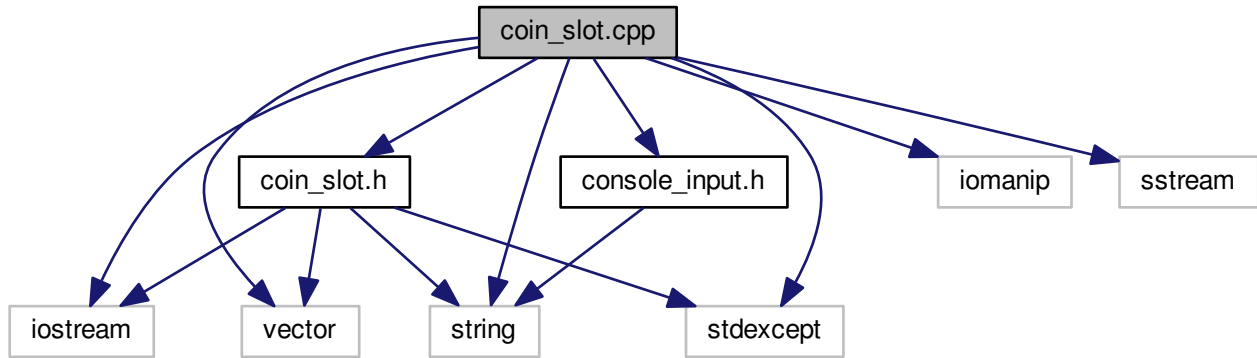 coin_slot.cpp
coin_slot.h
console_input.h
iomanip
sstream
iostream
vector
string
stdexcept